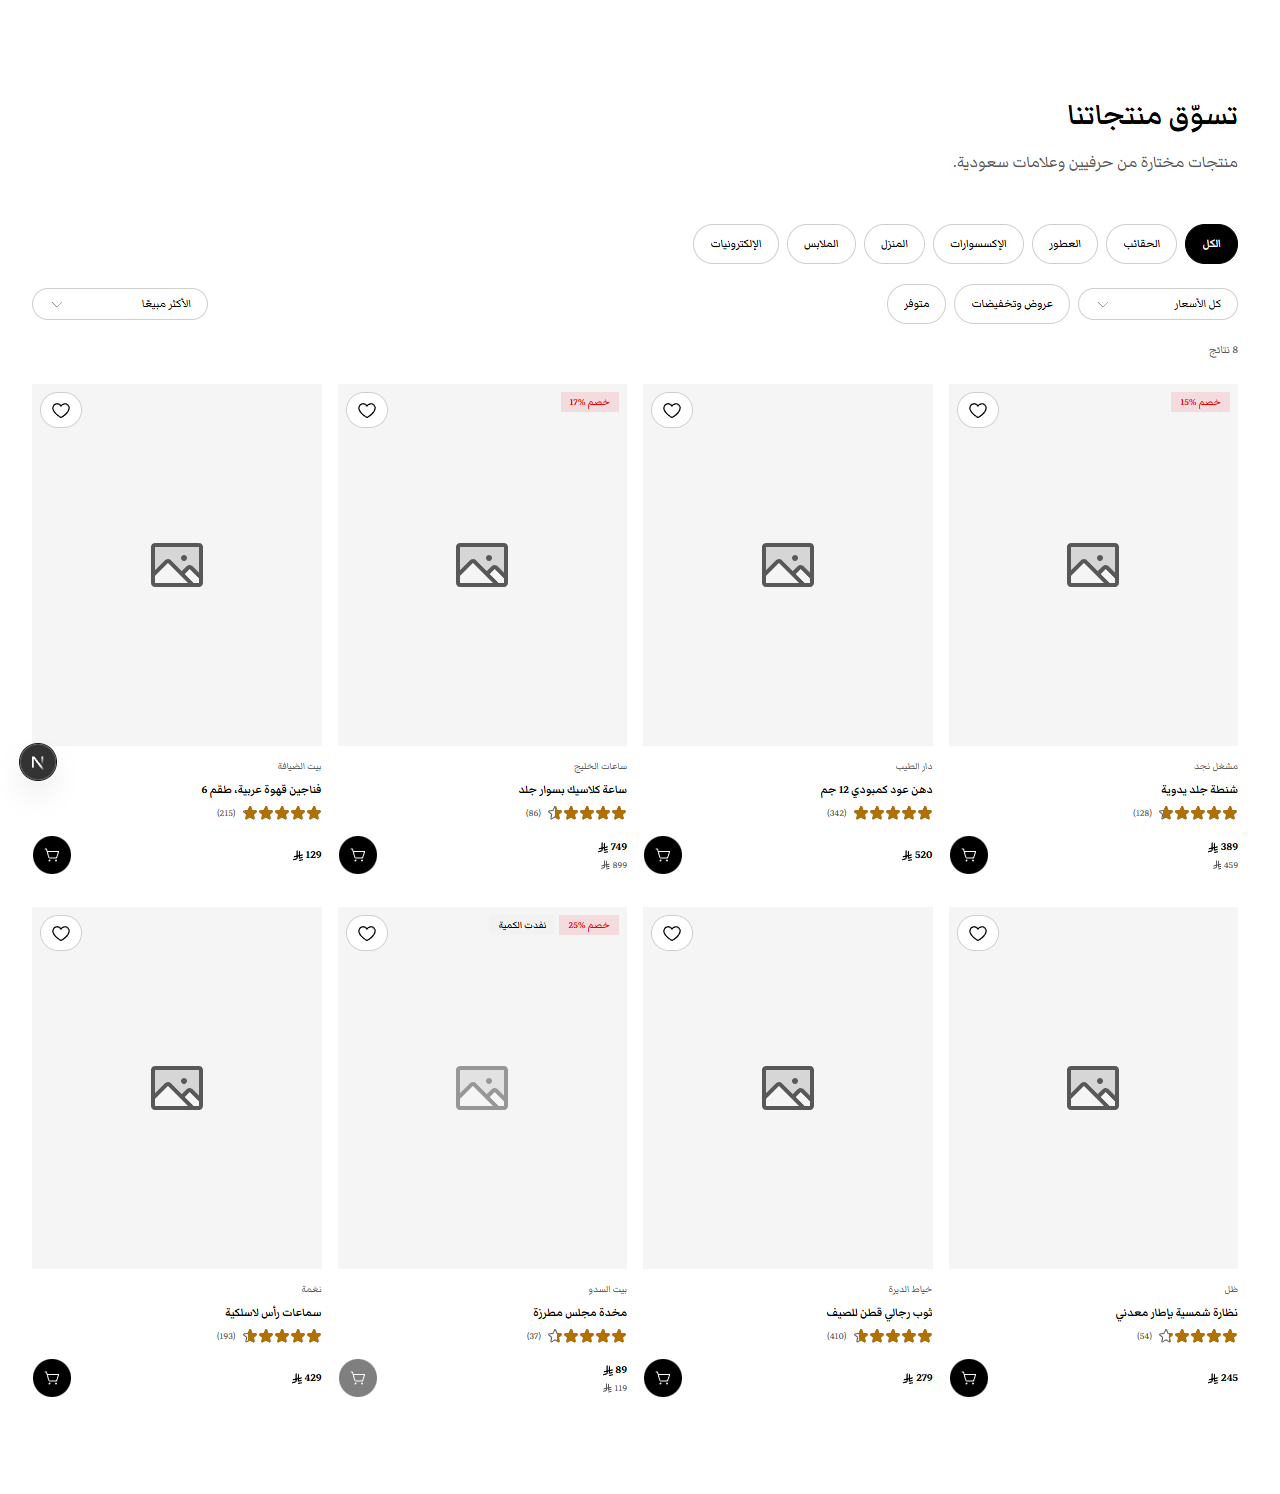 تسوّق منتجاتنا
منتجات مختارة من حرفيين وعلامات سعودية.
الكل
الحقائب
العطور
الإكسسوارات
المنزل
الملابس
الإلكترونيات
كل الأسعار
عروض وتخفيضات
متوفر
الأكثر مبيعًا
8 نتائج
خصم 15%
مشغل نجد
شنطة جلد يدوية
(128)
389
459
دار الطيب
دهن عود كمبودي 12 جم
(342)
520
خصم 17%
ساعات الخليج
ساعة كلاسيك بسوار جلد
(86)
749
899
بيت الضيافة
فناجين قهوة عربية، طقم 6
(215)
129
N
ظل
نظارة شمسية بإطار معدني
(54)
245
خياط الديرة
ثوب رجالي قطن للصيف
(410)
279
خصم 25%
نفدت الكمية
بيت السدو
مخدة مجلس مطرزة
(37)
89
119
نغمة
سماعات رأس لاسلكية
(193)
429